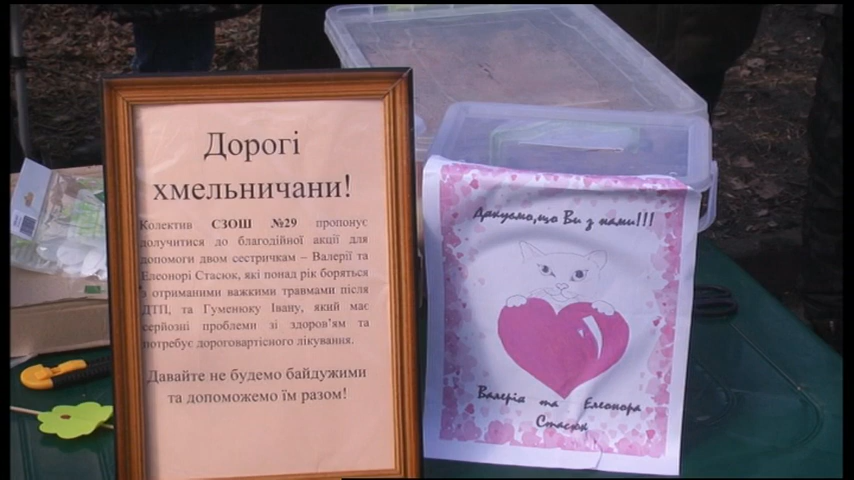 Дорогі
хмельничани!
Колектив СЗОШ №29 пропонує
долучитися до благодійної акції для
допомоги двом сестричкам – Валерії та
Елеонорі Стасюк, які понад рік боряться
з отриманими важкими травмами після
ДТП, та Гуменюку Івану, який має
серйозні проблеми зі здоров'ям та
потребує дороговартісного лікування.
Давайте не будемо байдужими
та допоможемо їм разом!
Дякуємо,що Ви з нами!!!
Валерія та Елеонора
Стасюк